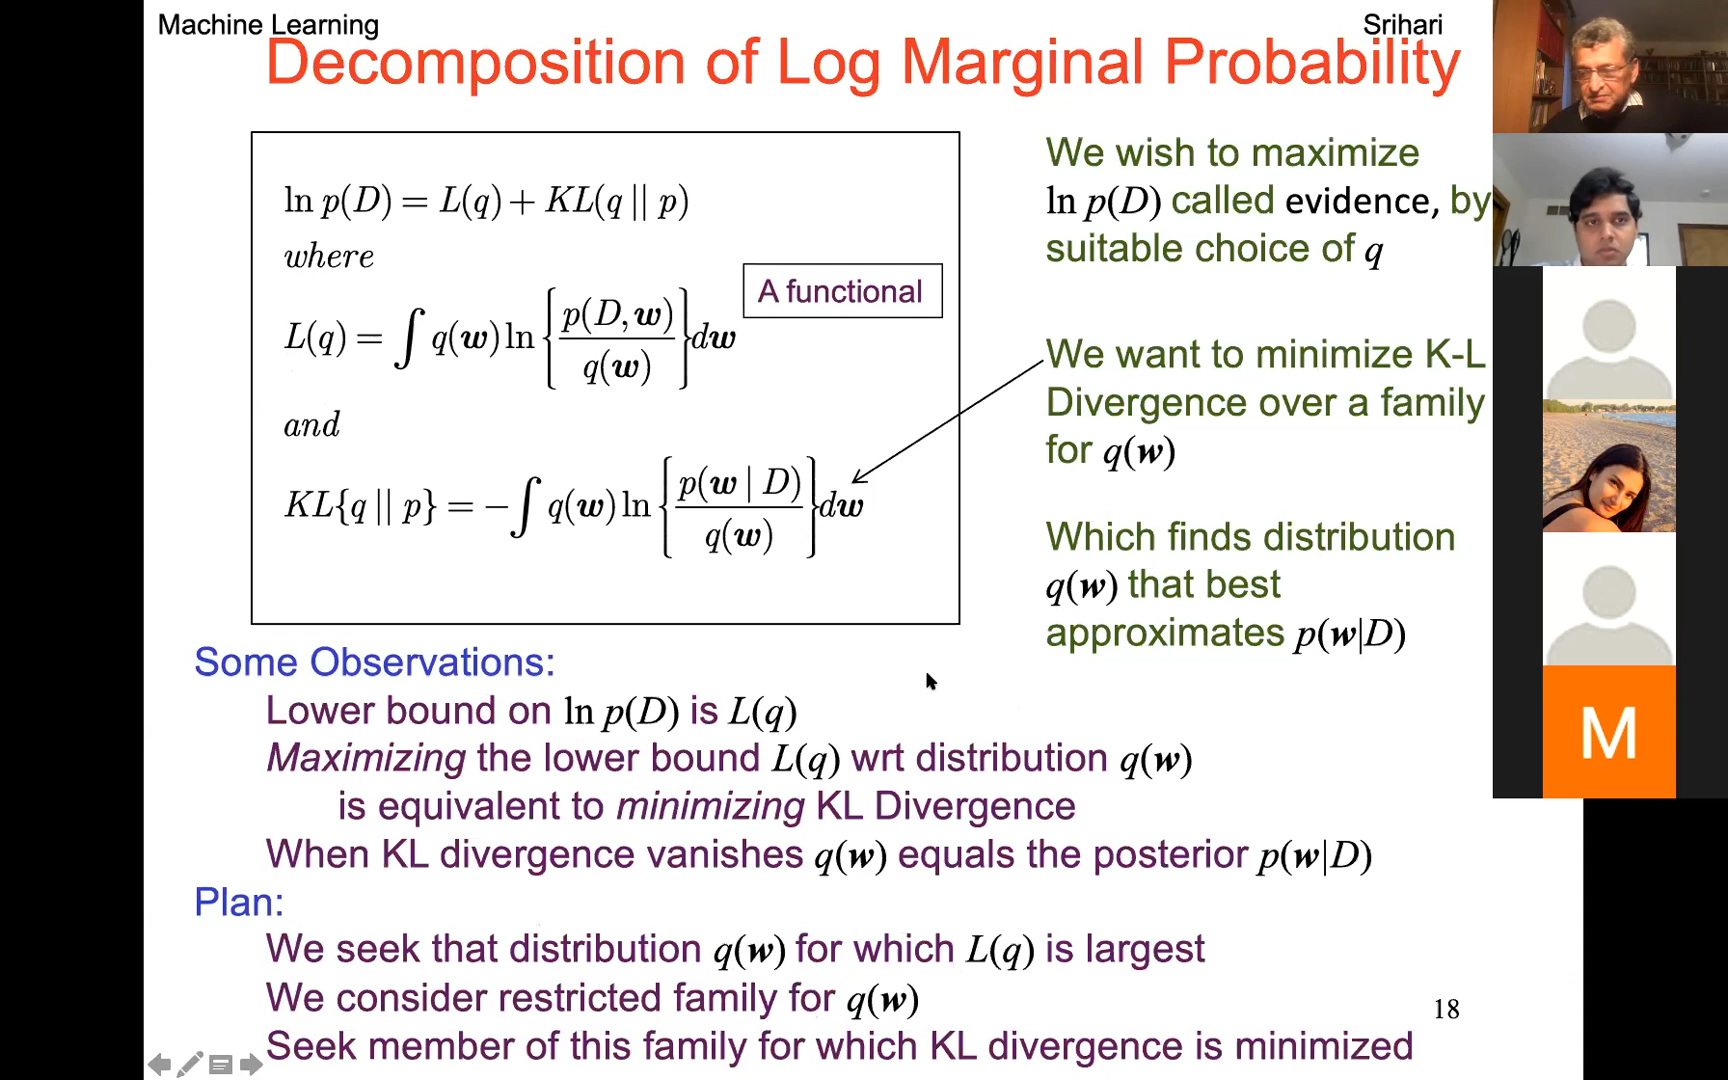 Machine Learning
Srihari
Decomposition of Log Marginal Probability
ln p(D) = L(q) + KL(q || p)
where
L(q) = ∫ q(w) ln { p(D, w) / q(w) } dw
A functional
and
KL{q || p} = −∫ q(w) ln { p(w | D) / q(w) } dw
We wish to maximize
ln p(D) called evidence, by
suitable choice of q
We want to minimize K-L
Divergence over a family
for q(w)
Which finds distribution
q(w) that best
approximates p(w|D)
Some Observations:
Lower bound on ln p(D) is L(q)
Maximizing the lower bound L(q) wrt distribution q(w)
is equivalent to minimizing KL Divergence
When KL divergence vanishes q(w) equals the posterior p(w|D)
Plan:
We seek that distribution q(w) for which L(q) is largest
We consider restricted family for q(w)
Seek member of this family for which KL divergence is minimized
18
M